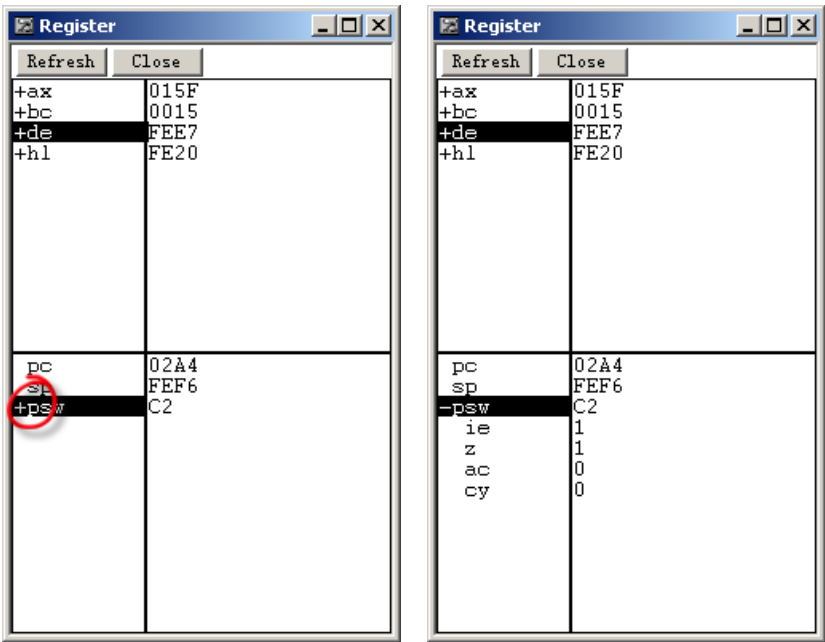 Register
Refresh Close
+ax 015F
+bc 0015
+de FEE7
+hl FE20
pc 02A4
sp FEF6
+psw C2
Register
Refresh Close
+ax 015F
+bc 0015
+de FEE7
+hl FE20
pc 02A4
sp FEF6
-psw C2
ie 1
z 1
ac 0
cy 0